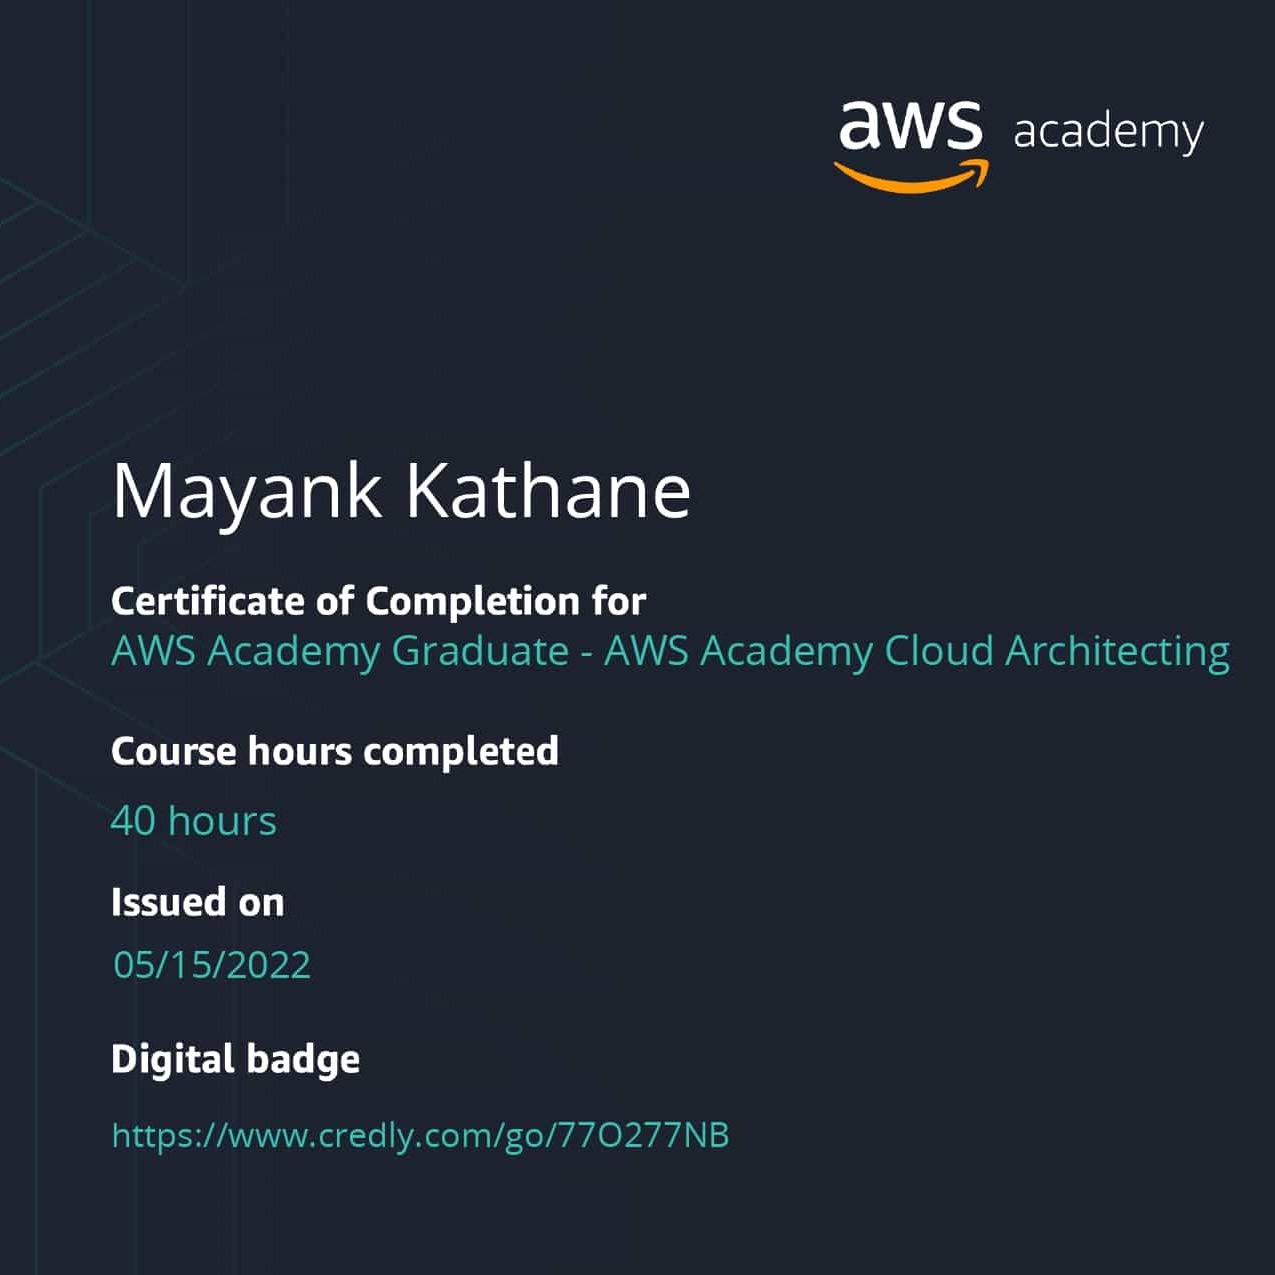 aws academy
Mayank Kathane
Certificate of Completion for
AWS Academy Graduate - AWS Academy Cloud Architecting
Course hours completed
40 hours
Issued on
05/15/2022
Digital badge
https://www.credly.com/go/77O277NB